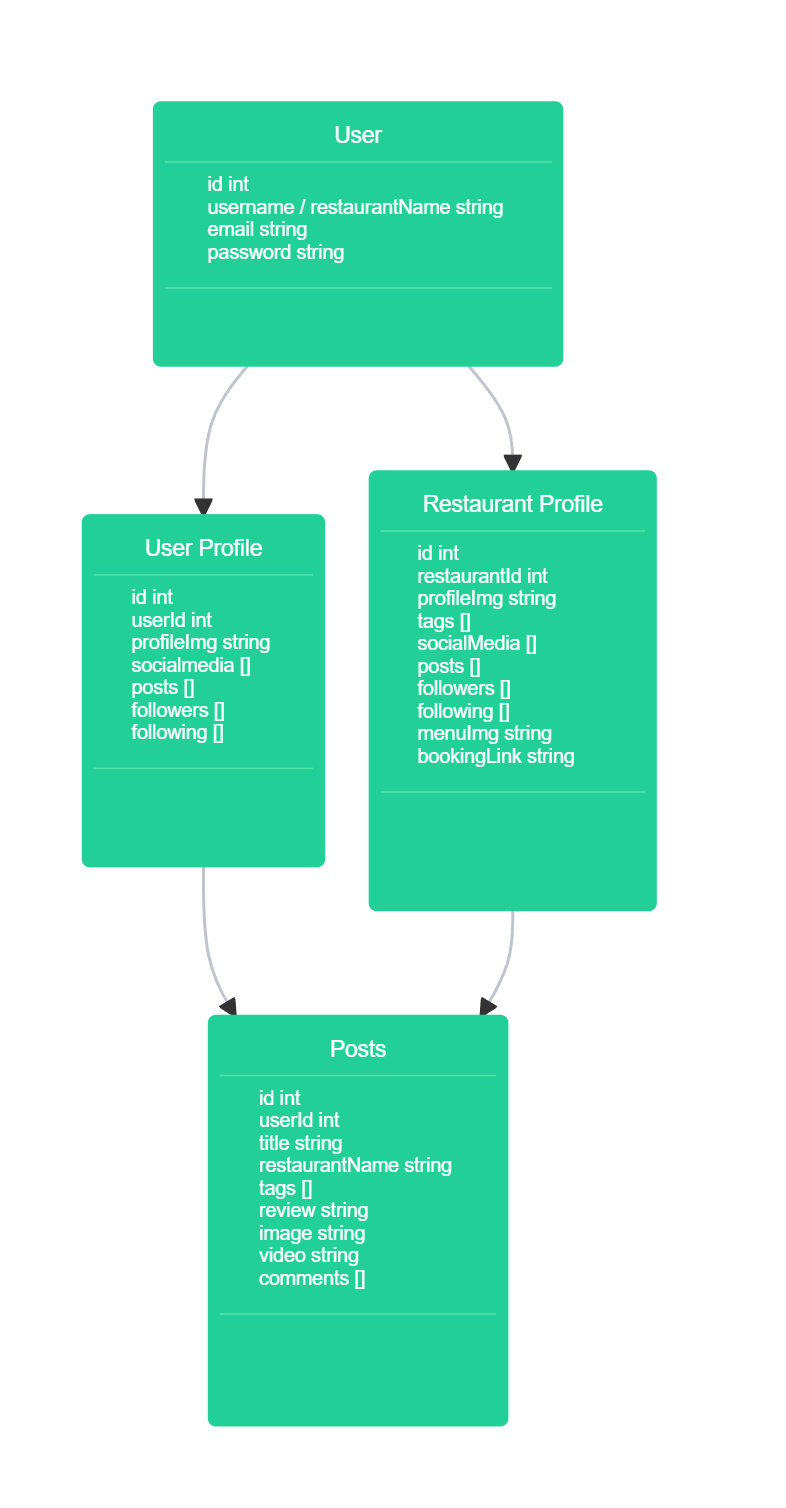 User
id int
username / restaurantName string
email string
password string
User Profile
id int
userId int
profileImg string
socialmedia []
posts []
followers []
following []
Restaurant Profile
id int
restaurantId int
profileImg string
tags []
socialMedia []
posts []
followers []
following []
menuImg string
bookingLink string
Posts
id int
userId int
title string
restaurantName string
tags []
review string
image string
video string
comments []